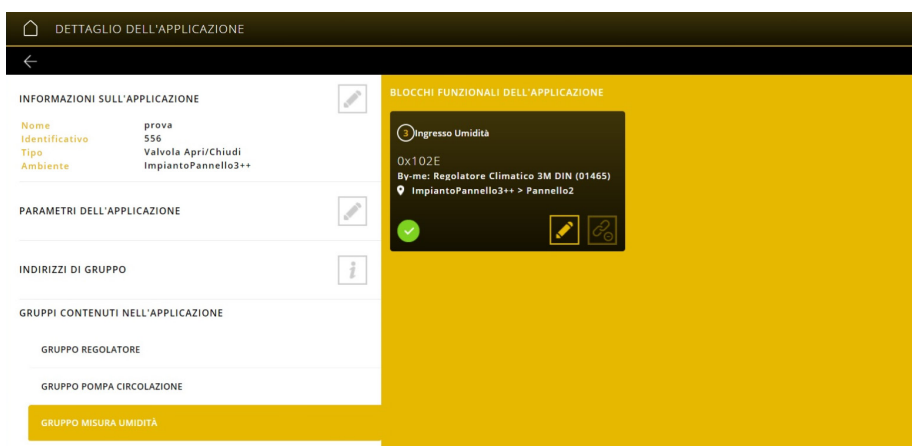 DETTAGLIO DELL'APPLICAZIONE
INFORMAZIONI SULL'APPLICAZIONE
Nome prova
Identificativo 556
Tipo Valvola Apri/Chiudi
Ambiente ImpiantoPannello3++
PARAMETRI DELL'APPLICAZIONE
INDIRIZZI DI GRUPPO
i
GRUPPI CONTENUTI NELL'APPLICAZIONE
GRUPPO REGOLATORE
GRUPPO POMPA CIRCOLAZIONE
GRUPPO MISURA UMIDITÀ
BLOCCHI FUNZIONALI DELL'APPLICAZIONE
3 Ingresso Umidità
0x102E
By-me: Regolatore Climatico 3M DIN (01465)
ImpiantoPannello3++ > Pannello2